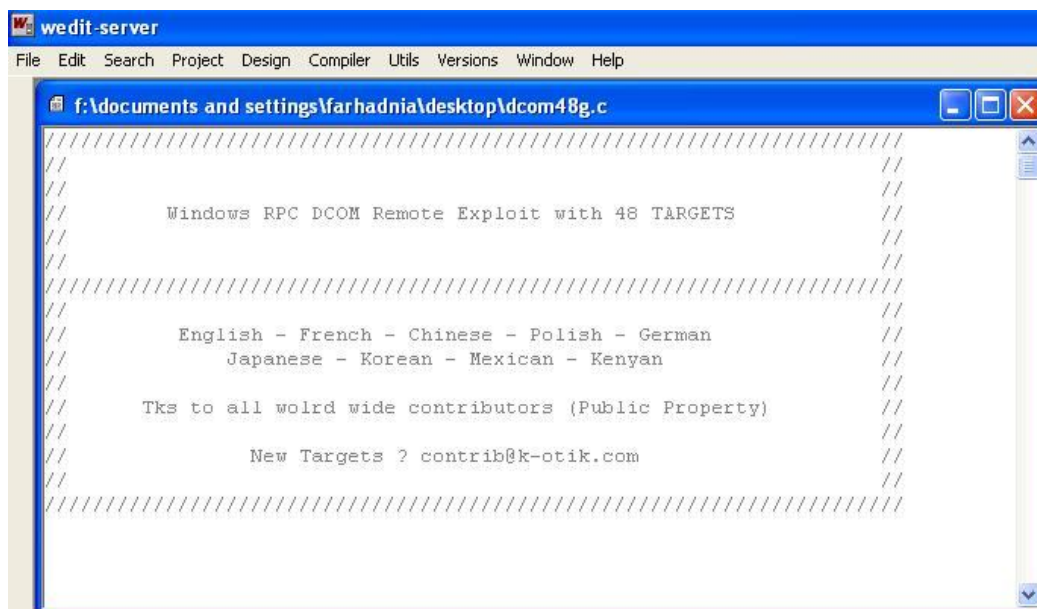 wedit-server
File Edit Search Project Design Compiler Utils Versions Window Help
f:\documents and settings\farhadnia\desktop\dcom48g.c
///////////////////////////////////////////////////////////////////////
// //
// //
// Windows RPC DCOM Remote Exploit with 48 TARGETS //
// //
// //
///////////////////////////////////////////////////////////////////////
// //
// English - French - Chinese - Polish - German //
// Japanese - Korean - Mexican - Kenyan //
// //
// Tks to all wolrd wide contributors (Public Property) //
// //
// New Targets ? contrib@k-otik.com //
// //
///////////////////////////////////////////////////////////////////////